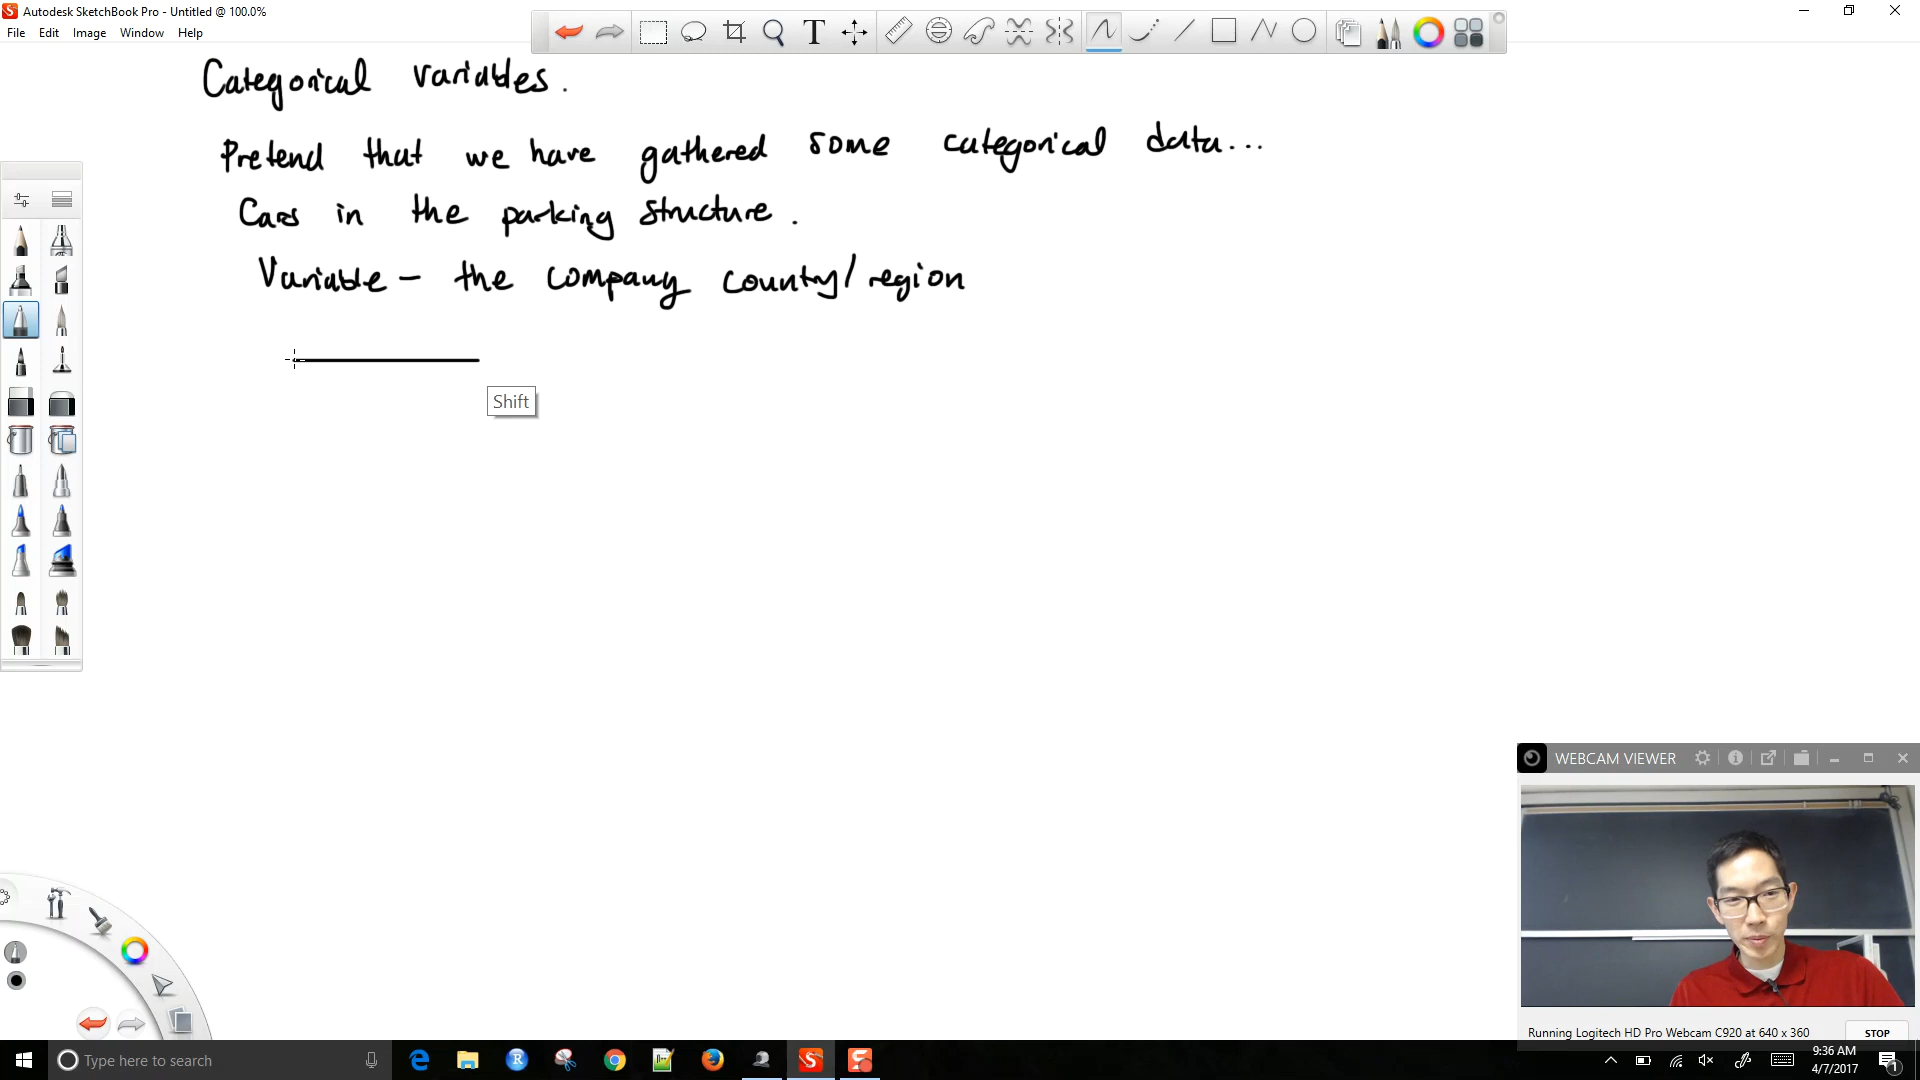 Autodesk SketchBook Pro - Untitled @ 100.0%
File Edit Image Window Help
T
Categorical variables.
Pretend that we have gathered some categorical data...
Cars in the parking structure.
Variable - the company country/region
Shift
WEBCAM VIEWER
Running Logitech HD Pro Webcam C920 at 640 x 360
STOP
Type here to search
9:36 AM
4/7/2017